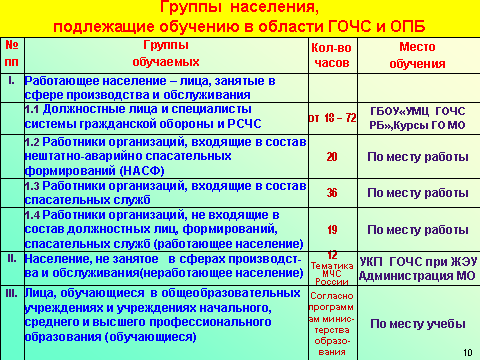 Группы населения,
подлежащие обучению в области ГОЧС и ОПБ
№
пп
Группы
обучаемых
Кол-во
часов
Место
обучения
I.
Работающее население – лица, занятые в
сфере производства и обслуживания
1.1 Должностные лица и специалисты
системы гражданской обороны и РСЧС
от 18 – 72
ГБОУ«УМЦ ГОЧС
РБ»,Курсы ГО МО
1.2 Работники организаций, входящие в состав
нештатно-аварийно спасательных
формирований (НАСФ)
20
По месту работы
1.3 Работники организаций, входящие в состав
спасательных служб
36
По месту работы
1.4 Работники организаций, не входящие в
состав должностных лиц, формирований,
спасательных служб (работающее население)
19
По месту работы
II.
Население, не занятое в сферах производст-
ва и обслуживания(неработающее население)
12
Тематика
МЧС
России
УКП ГОЧС при ЖЭУ
Администрация МО
III.
Лица, обучающиеся в общеобразовательных
учреждениях и учреждениях начального,
среднего и высшего профессионального
образования (обучающиеся)
Согласно
программ
ам минис-
терства
образо-
вания
По месту учебы
10